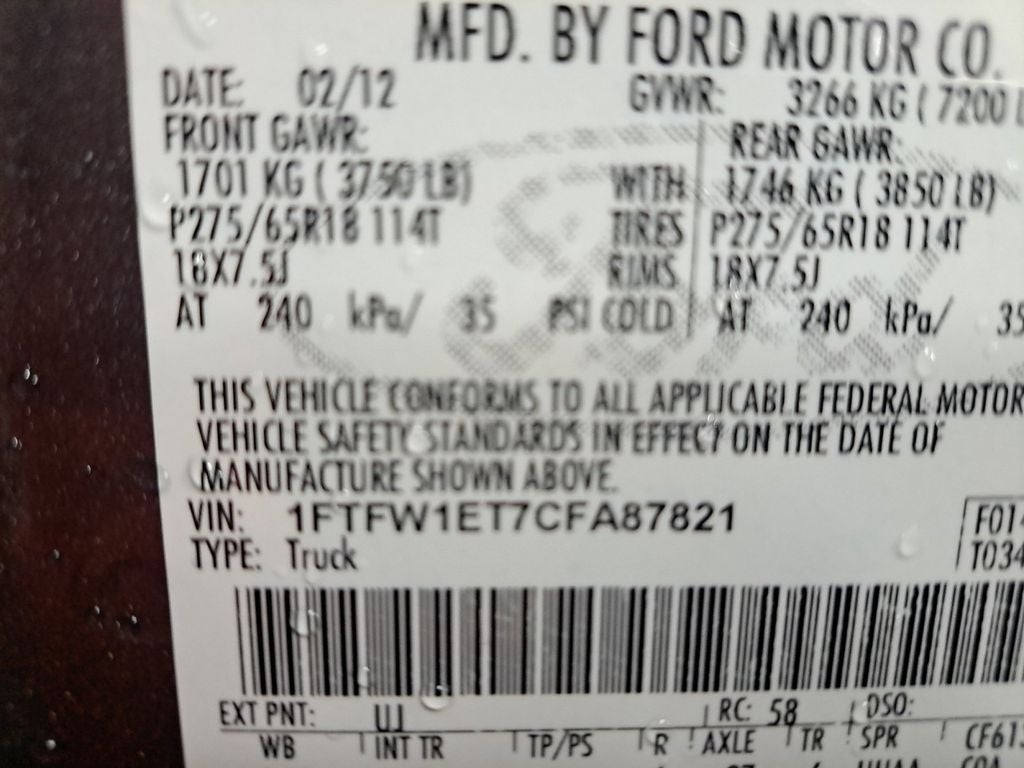 MFD. BY FORD MOTOR CO.
DATE: 02/12 GVWR: 3266 KG ( 7200 L
FRONT GAWR: REAR GAWR:
1701 KG ( 3750 LB) WITH 1746 KG ( 3850 LB)
P275/65R18 114T TIRES P275/65R18 114T
18X7.5J RIMS 18X7.5J
AT 240 kPa/ 35 PSI COLD AT 240 kPa/ 35
THIS VEHICLE CONFORMS TO ALL APPLICABLE FEDERAL MOTOR
VEHICLE SAFETY STANDARDS IN EFFECT ON THE DATE OF
MANUFACTURE SHOWN ABOVE.
VIN: 1FTFW1ET7CFA87821 F01
TYPE: Truck T034
EXT PNT: UJ RC: 58 DSO:
WB INT TR TP/PS R AXLE TR SPR CF61